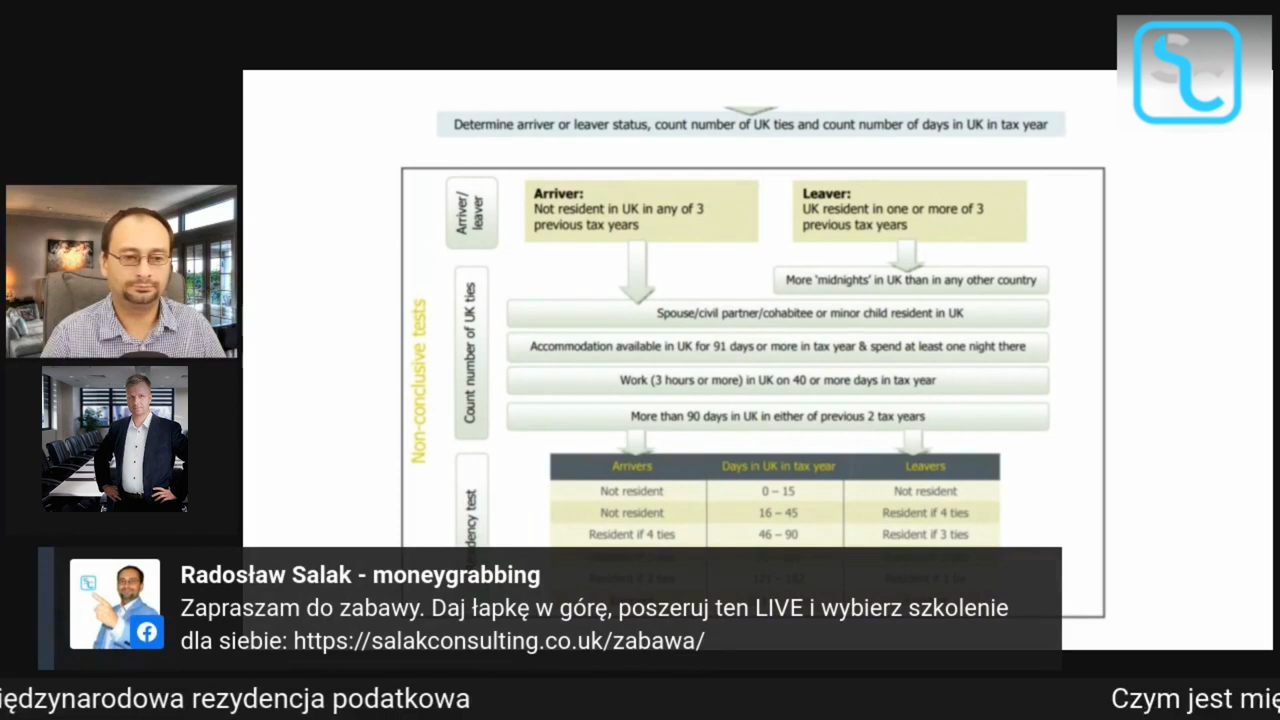 Determine arriver or leaver status, count number of UK ties and count number of days in UK in tax year
Arriver/
leaver
Arriver:
Not resident in UK in any of 3
previous tax years
Leaver:
UK resident in one or more of 3
previous tax years
Non-conclusive tests
Count number of UK ties
More 'midnights' in UK than in any other country
Spouse/civil partner/cohabitee or minor child resident in UK
Accommodation available in UK for 91 days or more in tax year & spend at least one night there
Work (3 hours or more) in UK on 40 or more days in tax year
More than 90 days in UK in either of previous 2 tax years
test
Arrivers Days in UK in tax year Leavers
Not resident 0 – 15 Not resident
Not resident 16 – 45 Resident if 4 ties
Resident if 4 ties 46 – 90 Resident if 3 ties
SC
Radosław Salak - moneygrabbing
Zapraszam do zabawy. Daj łapkę w górę, poszeruj ten LIVE i wybierz szkolenie
dla siebie: https://salakconsulting.co.uk/zabawa/
iędzynarodowa rezydencja podatkowa
Czym jest mię